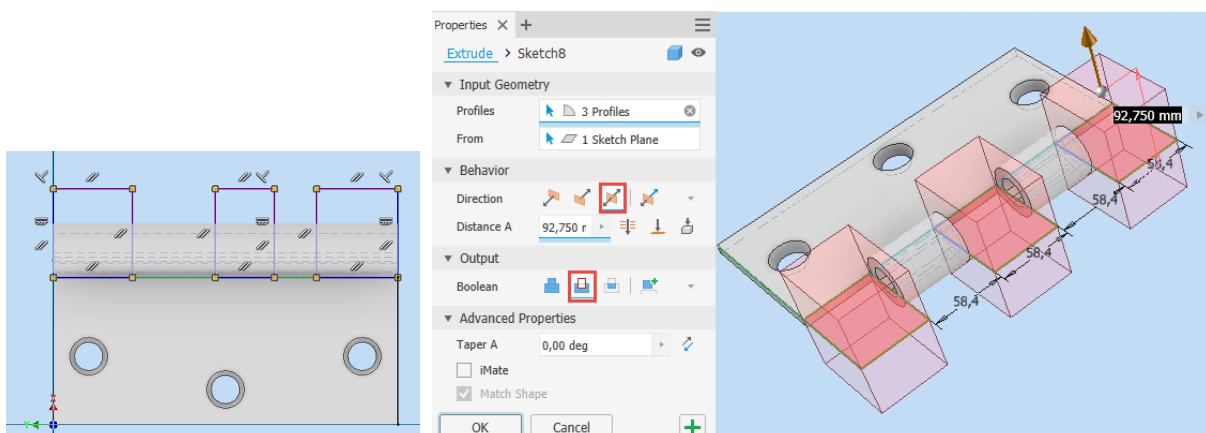 Properties
Extrude > Sketch8
Input Geometry
Profiles
3 Profiles
From
1 Sketch Plane
Behavior
Direction
Distance A
92,750 r
Output
Boolean
Advanced Properties
Taper A
0,00 deg
iMate
Match Shape
OK
Cancel
92,750 mm
58,4
58,4
58,4
58,4